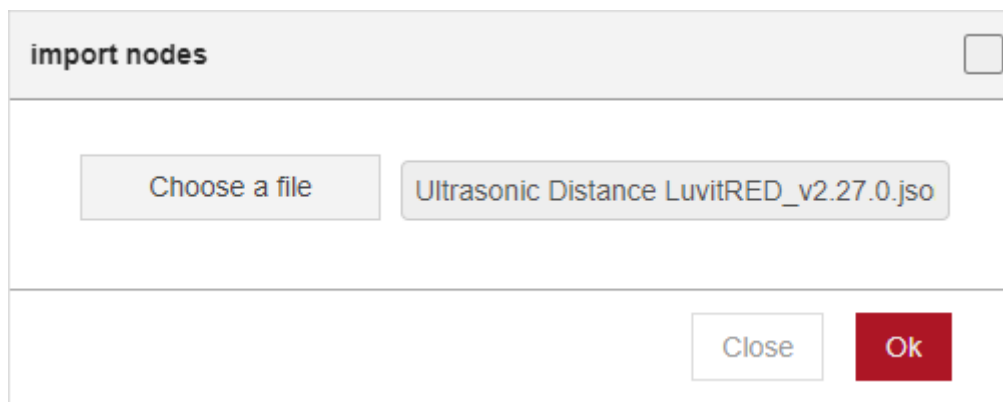 import nodes
Choose a file
Ultrasonic Distance LuvitRED_v2.27.0.jso
Close
Ok